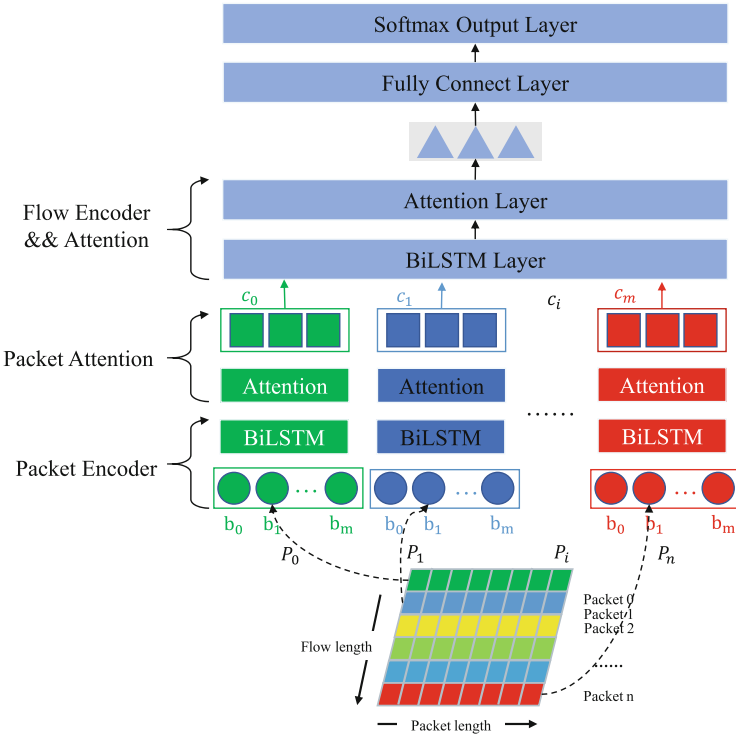 Softmax Output Layer
Fully Connect Layer
Attention Layer
Flow Encoder
&& Attention
BiLSTM Layer
c₀ c₁ cᵢ cₘ
Packet Attention
Attention Attention Attention
......
BiLSTM BiLSTM BiLSTM
Packet Encoder
... ... ...
b₀ b₁ bₘ b₀ b₁ bₘ b₀ b₁ bₘ
P₀ P₁ Pᵢ Pₙ
Packet 0
Packet 1
Packet 2
Flow length
......
Packet n
Packet length